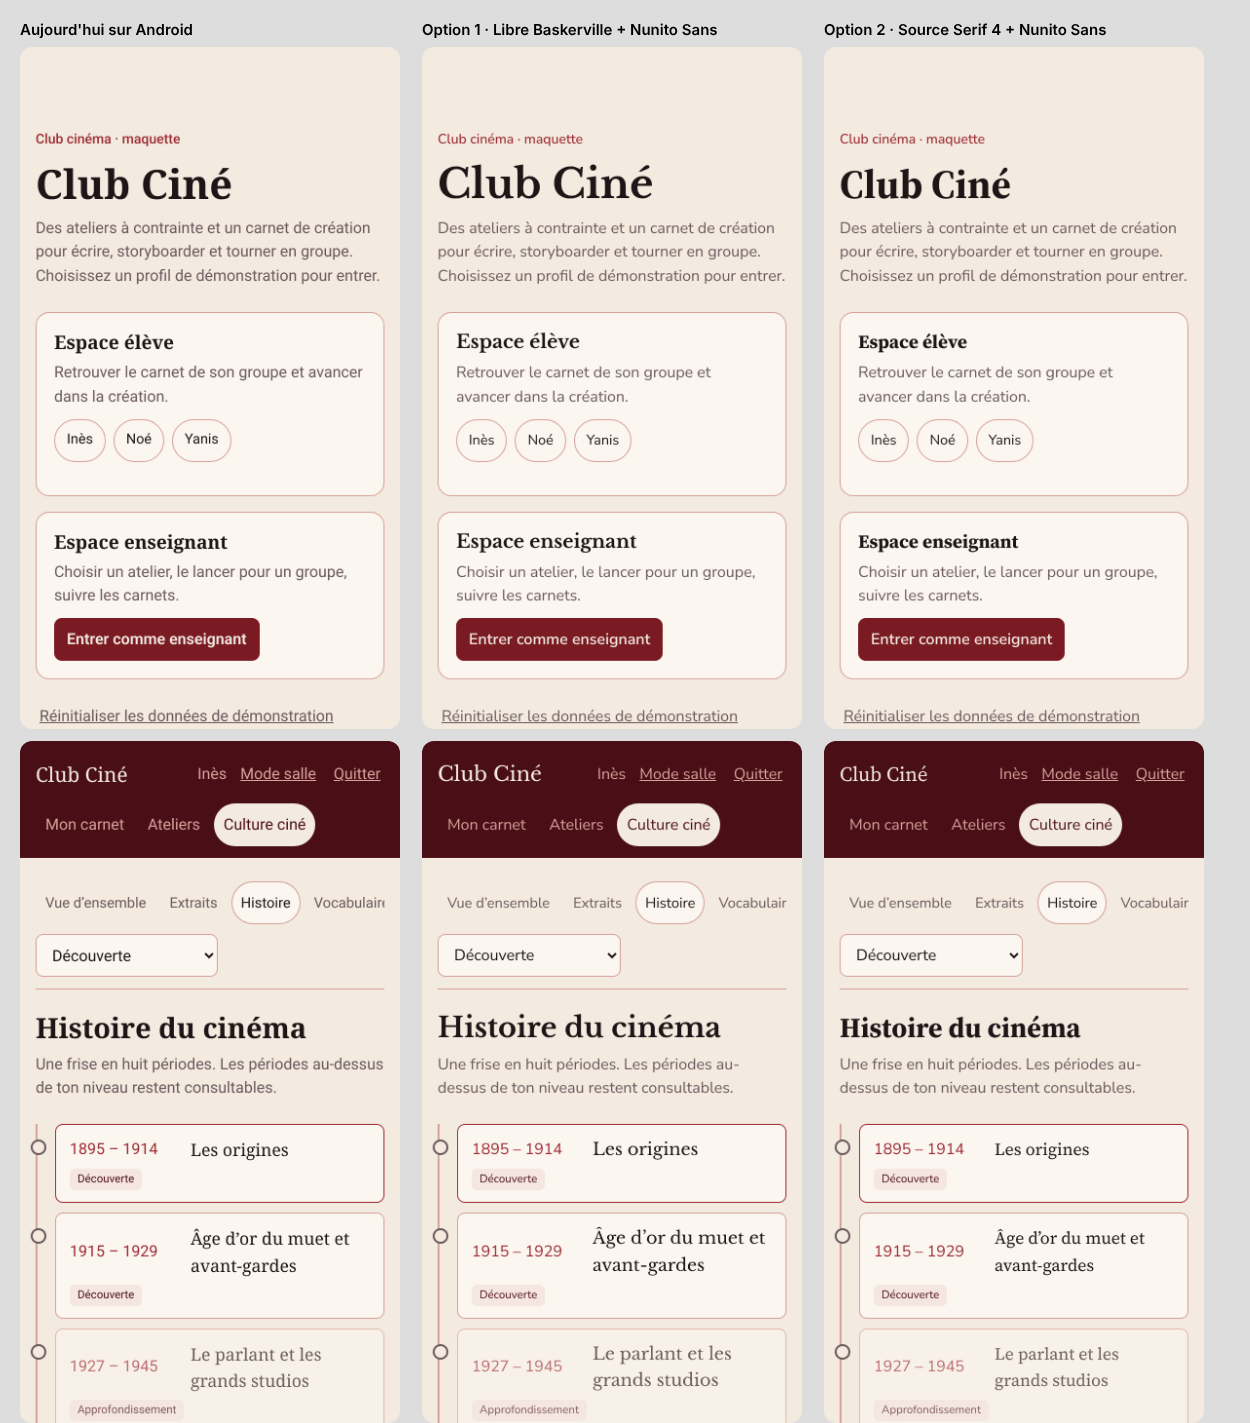 Aujourd'hui sur Android
Club cinéma · maquette
Club Ciné
Des ateliers à contrainte et un carnet de création
pour écrire, storyboarder et tourner en groupe.
Choisissez un profil de démonstration pour entrer.
Espace élève
Retrouver le carnet de son groupe et avancer
dans la création.
Inès Noé Yanis
Espace enseignant
Choisir un atelier, le lancer pour un groupe,
suivre les carnets.
Entrer comme enseignant
Réinitialiser les données de démonstration
Club Ciné Inès Mode salle Quitter
Mon carnet Ateliers Culture ciné
Vue d’ensemble Extraits Histoire Vocabulaire
Découverte
Histoire du cinéma
Une frise en huit périodes. Les périodes au-dessus
de ton niveau restent consultables.
1895 – 1914 Les origines
Découverte
1915 – 1929 Âge d’or du muet et
avant-gardes
Découverte
1927 – 1945 Le parlant et les
grands studios
Approfondissement
Option 1 · Libre Baskerville + Nunito Sans
Club cinéma · maquette
Club Ciné
Des ateliers à contrainte et un carnet de création
pour écrire, storyboarder et tourner en groupe.
Choisissez un profil de démonstration pour entrer.
Espace élève
Retrouver le carnet de son groupe et
avancer dans la création.
Inès Noé Yanis
Espace enseignant
Choisir un atelier, le lancer pour un groupe,
suivre les carnets.
Entrer comme enseignant
Réinitialiser les données de démonstration
Club Ciné Inès Mode salle Quitter
Mon carnet Ateliers Culture ciné
Vue d’ensemble Extraits Histoire Vocabulair
Découverte
Histoire du cinéma
Une frise en huit périodes. Les périodes au-
dessus de ton niveau restent consultables.
1895 – 1914 Les origines
Découverte
1915 – 1929 Âge d’or du muet et
avant-gardes
Découverte
1927 – 1945 Le parlant et les
grands studios
Approfondissement
Option 2 · Source Serif 4 + Nunito Sans
Club cinéma · maquette
Club Ciné
Des ateliers à contrainte et un carnet de création
pour écrire, storyboarder et tourner en groupe.
Choisissez un profil de démonstration pour entrer.
Espace élève
Retrouver le carnet de son groupe et
avancer dans la création.
Inès Noé Yanis
Espace enseignant
Choisir un atelier, le lancer pour un groupe,
suivre les carnets.
Entrer comme enseignant
Réinitialiser les données de démonstration
Club Ciné Inès Mode salle Quitter
Mon carnet Ateliers Culture ciné
Vue d’ensemble Extraits Histoire Vocabulair
Découverte
Histoire du cinéma
Une frise en huit périodes. Les périodes au-
dessus de ton niveau restent consultables.
1895 – 1914 Les origines
Découverte
1915 – 1929 Âge d’or du muet et
avant-gardes
Découverte
1927 – 1945 Le parlant et les
grands studios
Approfondissement